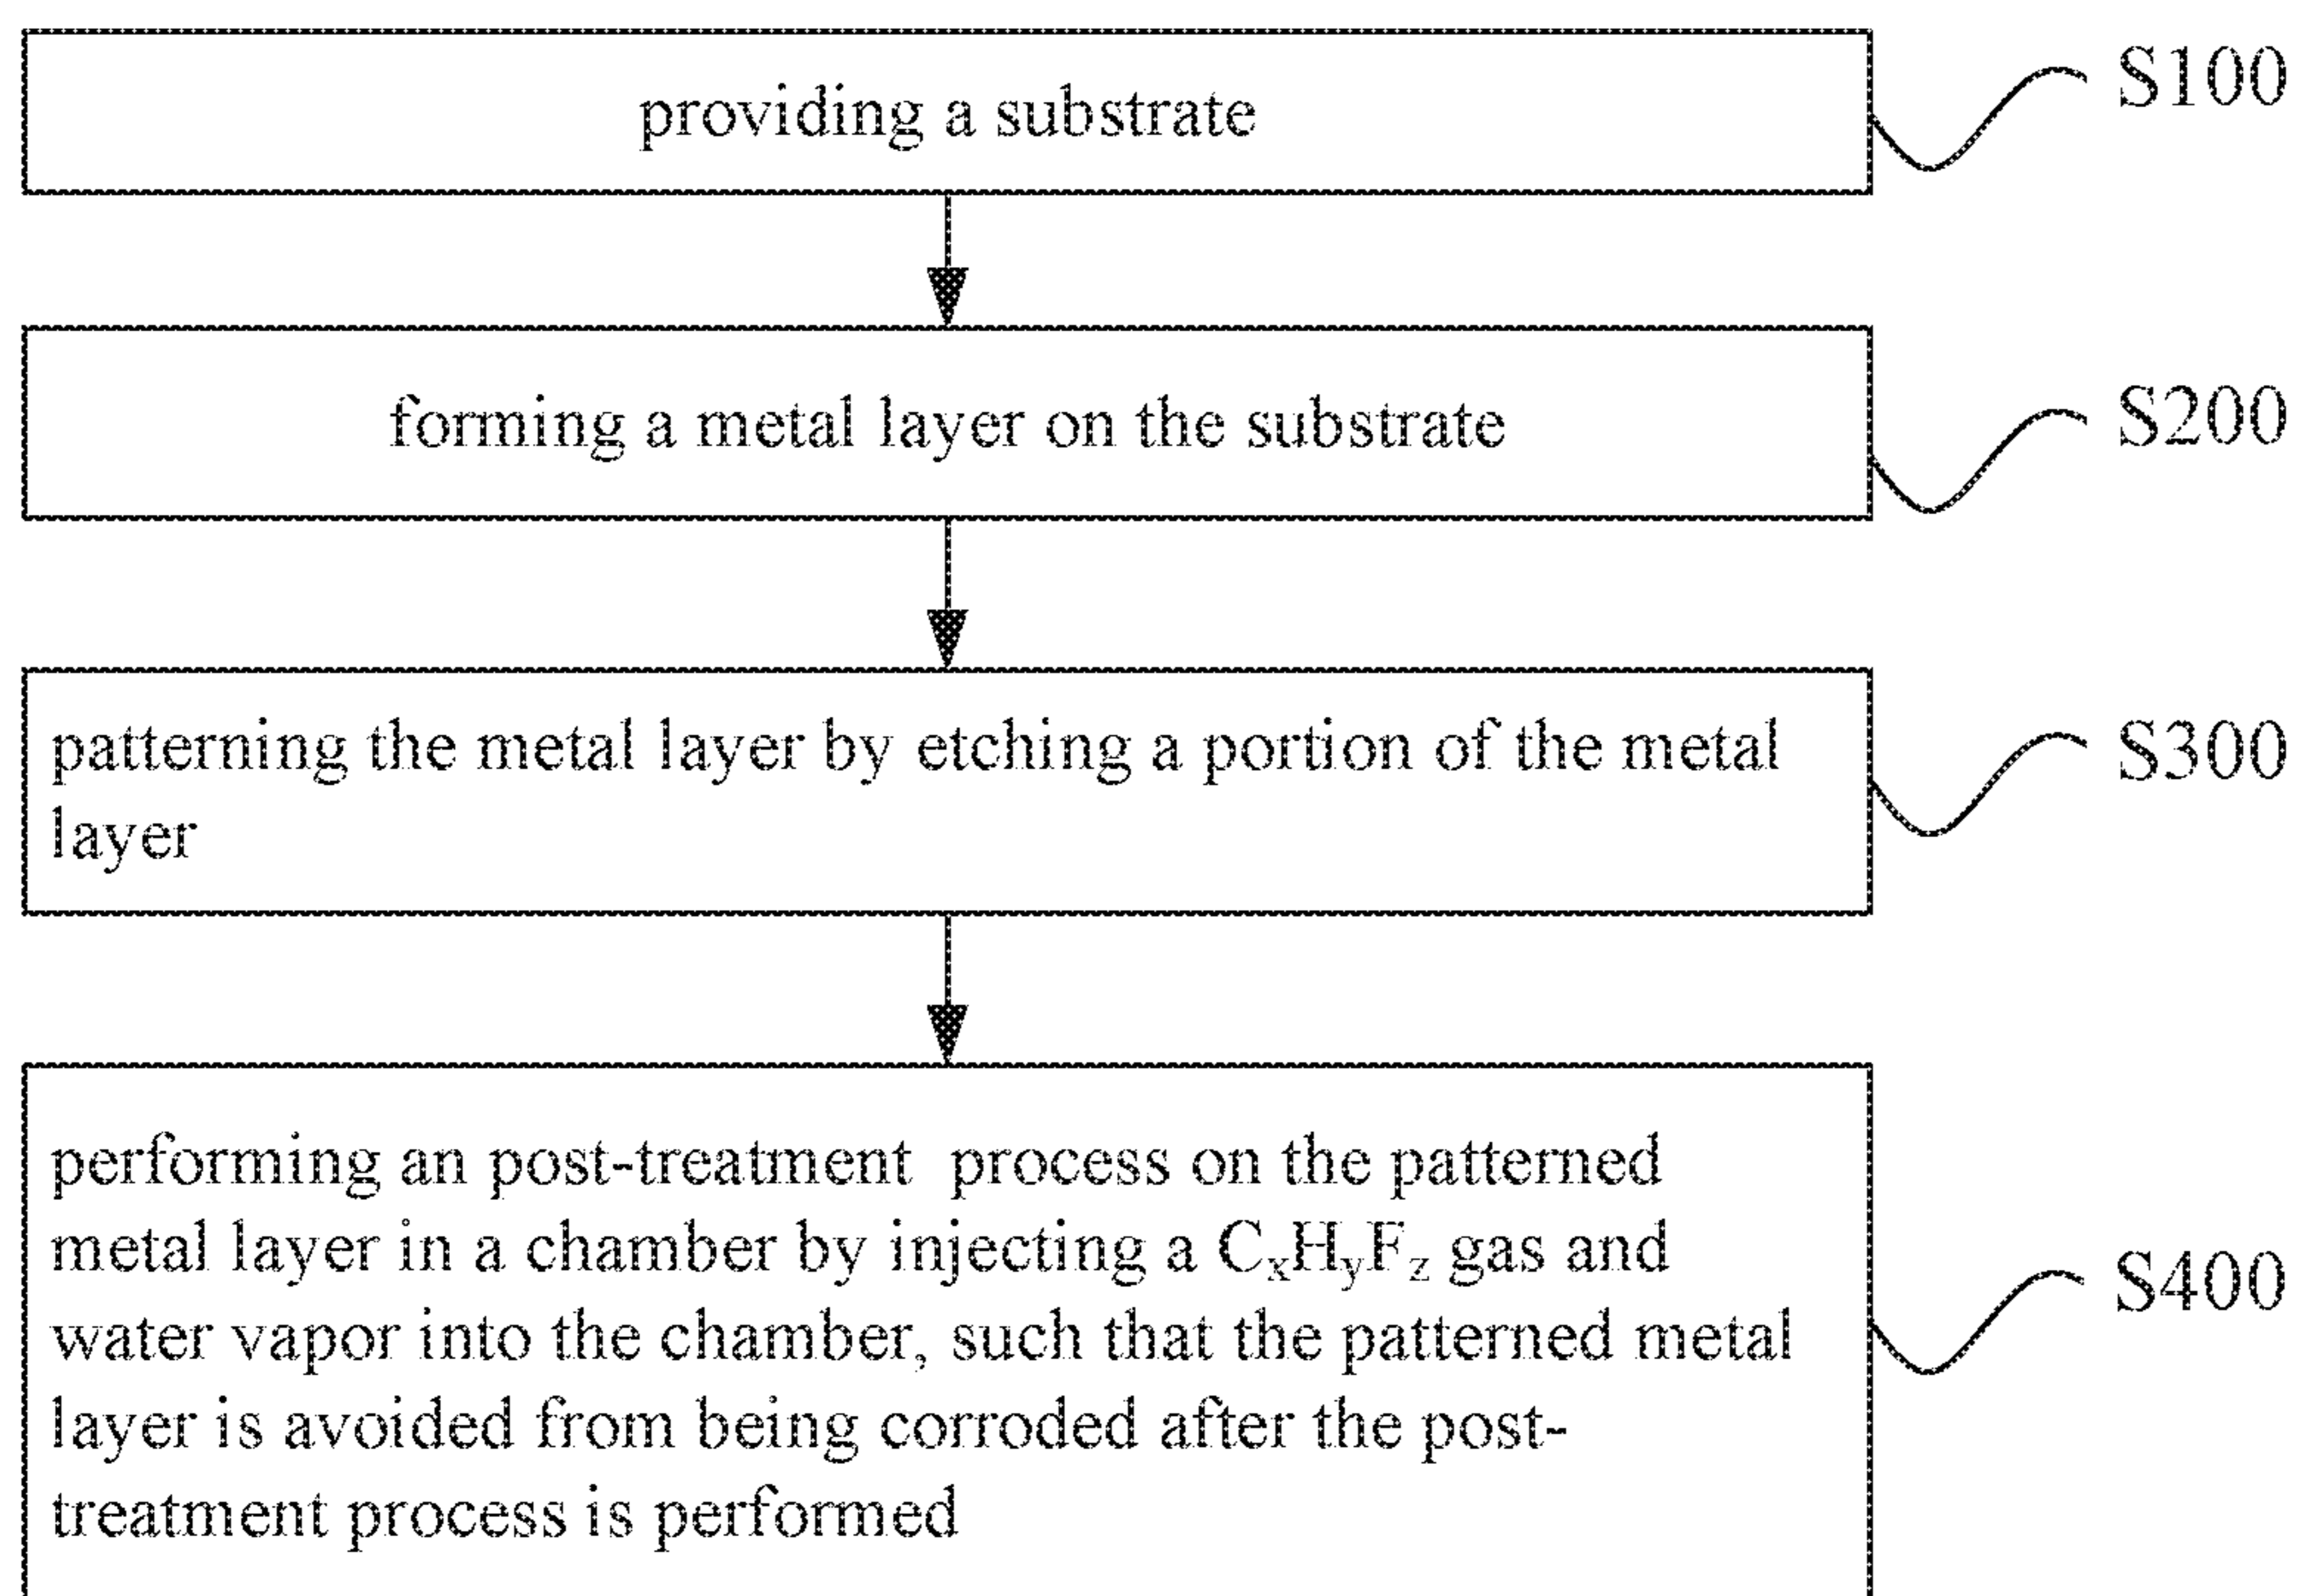 providing a substrate
S100
forming a metal layer on the substrate
S200
patterning the metal layer by etching a portion of the metal
layer
S300
performing an post-treatment process on the patterned
metal layer in a chamber by injecting a CₓHᵧF_z gas and
water vapor into the chamber, such that the patterned metal
layer is avoided from being corroded after the post-
treatment process is performed
S400